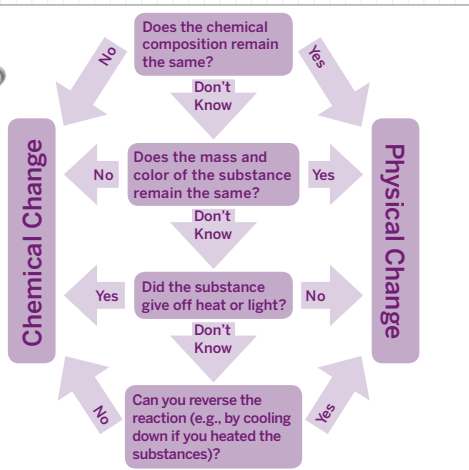 Does the chemical
composition remain
the same?
No
Yes
Don't
Know
Chemical Change
Physical Change
Does the mass and
color of the substance
remain the same?
No
Yes
Don't
Know
Did the substance
give off heat or light?
Yes
No
Don't
Know
Can you reverse the
reaction (e.g., by cooling
down if you heated the
substances)?
No
Yes